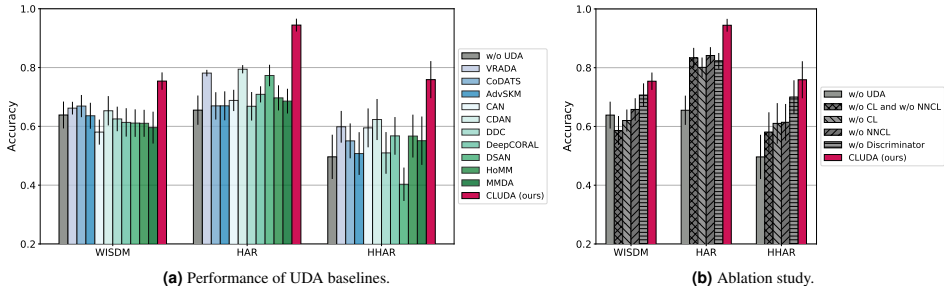 1.0
0.8
0.6
0.4
0.2
Accuracy
WISDM
HAR
HHAR
w/o UDA
VRADA
CoDATS
AdvSKM
CAN
CDAN
DDC
DeepCORAL
DSAN
HoMM
MMDA
CLUDA (ours)
(a) Performance of UDA baselines.
1.0
0.8
0.6
0.4
0.2
Accuracy
WISDM
HAR
HHAR
w/o UDA
w/o CL and w/o NNCL
w/o CL
w/o NNCL
w/o Discriminator
CLUDA (ours)
(b) Ablation study.